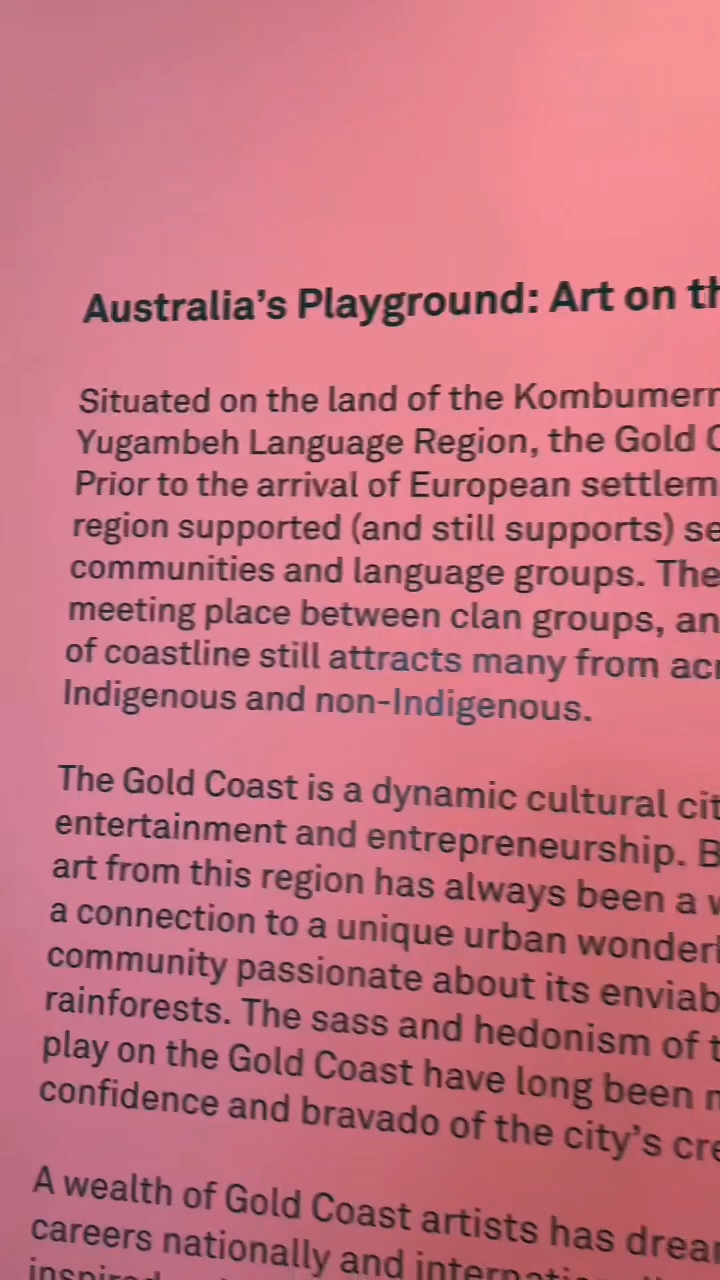 Australia's Playground: Art on th
Situated on the land of the Kombumerr
Yugambeh Language Region, the Gold C
Prior to the arrival of European settlem
region supported (and still supports) se
communities and language groups. The
meeting place between clan groups, an
of coastline still attracts many from acr
Indigenous and non-Indigenous.
The Gold Coast is a dynamic cultural cit
entertainment and entrepreneurship. B
art from this region has always been a w
a connection to a unique urban wonderl
community passionate about its enviab
rainforests. The sass and hedonism of t
play on the Gold Coast have long been
confidence and bravado of the city's cre
A wealth of Gold Coast artists has drea
careers nationally and